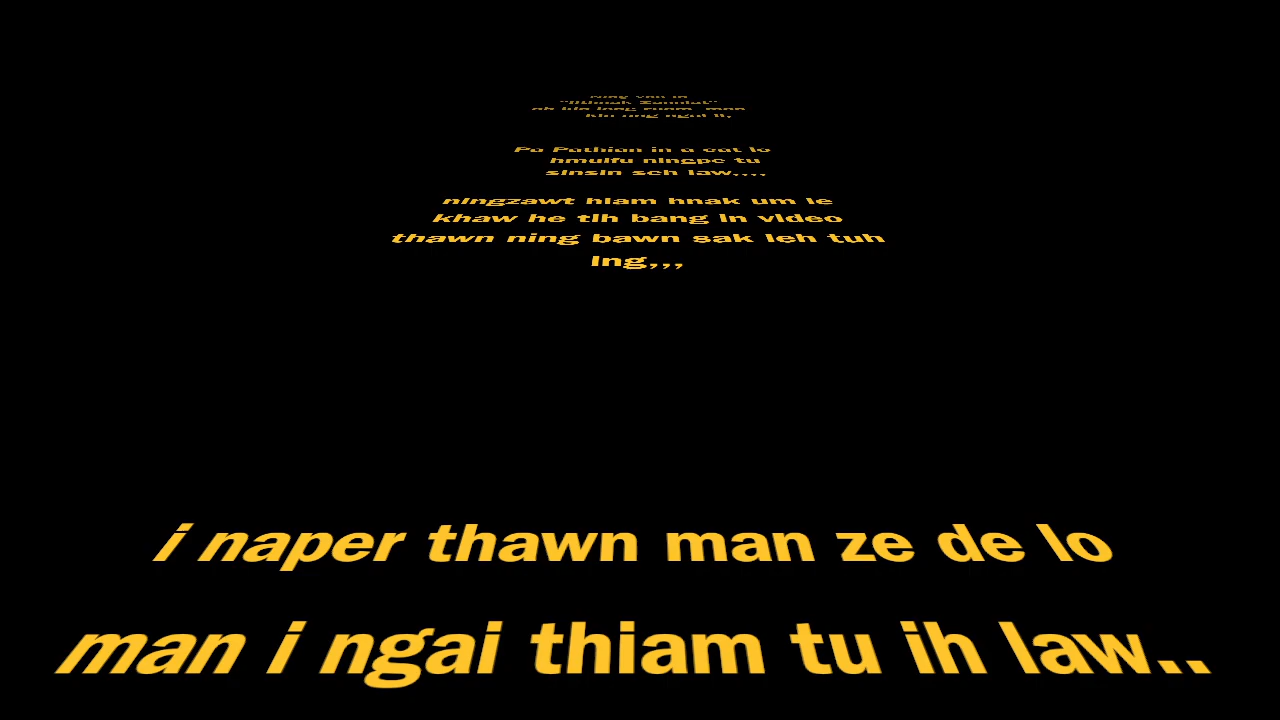 Pa Pathian in a cat lo
hmuifu ningpe tu
sinsin seh law,,,,
ningzawt hlam hnak um le
khaw he tih bang in video
thawn ning bawn sak leh tuh
ing,,,
i naper thawn man ze de lo
man i ngai thiam tu ih law..